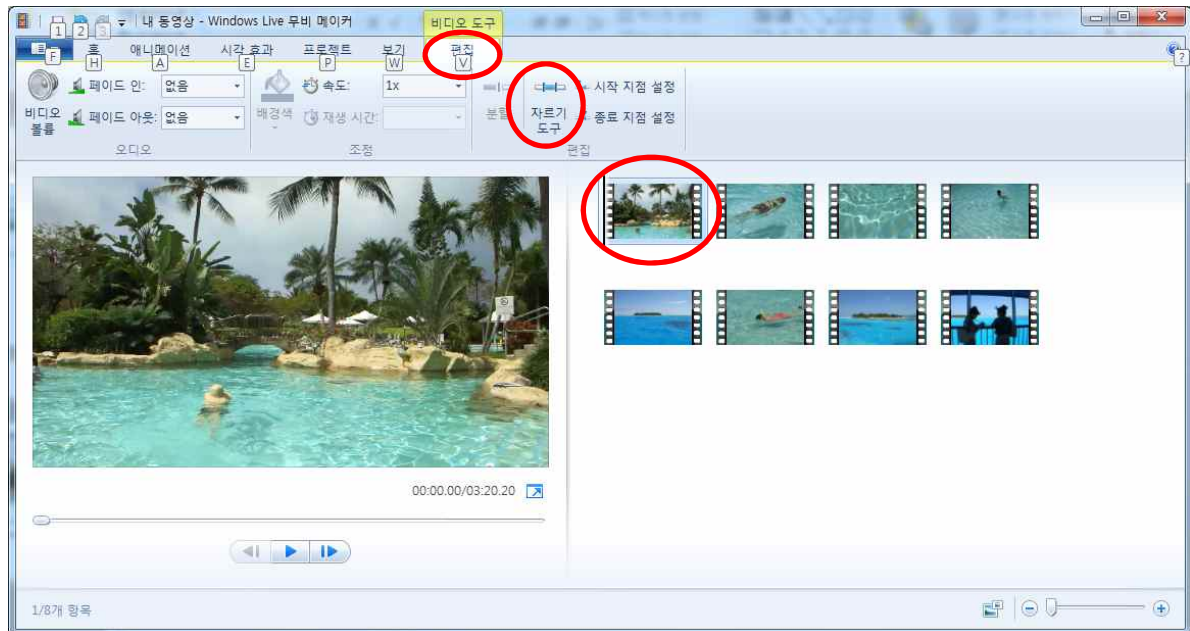 내 동영상 - Windows Live 무비 메이커
비디오 도구
1 2 3
홈 애니메이션 시각 효과 프로젝트 보기 편집
F H A E P W V ?
페이드 인: 없음 속도: 1x 시작 지점 설정
비디오 볼륨 페이드 아웃: 없음 배경색 재생 시간: 자르기 도구 종료 지점 설정
오디오 조정 편집
00:00.00/03:20.20
1/8개 항목